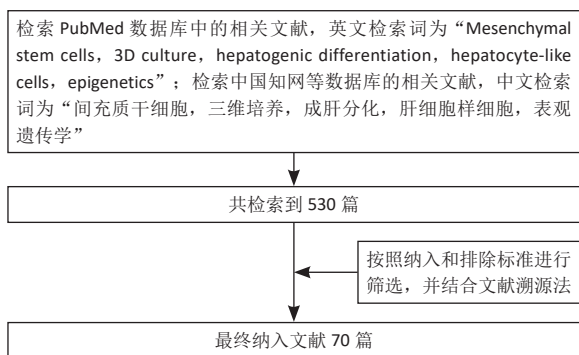 检索 PubMed 数据库中的相关文献，英文检索词为“Mesenchymal
stem cells，3D culture，hepatogenic differentiation，hepatocyte-like
cells，epigenetics”；检索中国知网等数据库的相关文献，中文检索
词为“间充质干细胞，三维培养，成肝分化，肝细胞样细胞，表观
遗传学”
共检索到 530 篇
按照纳入和排除标准进行
筛选，并结合文献溯源法
最终纳入文献 70 篇